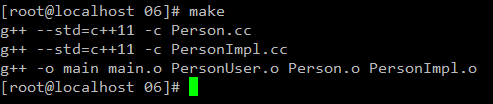 [root@localhost 06]# make
g++ --std=c++11 -c Person.cc
g++ --std=c++11 -c PersonImpl.cc
g++ -o main main.o PersonUser.o Person.o PersonImpl.o
[root@localhost 06]#